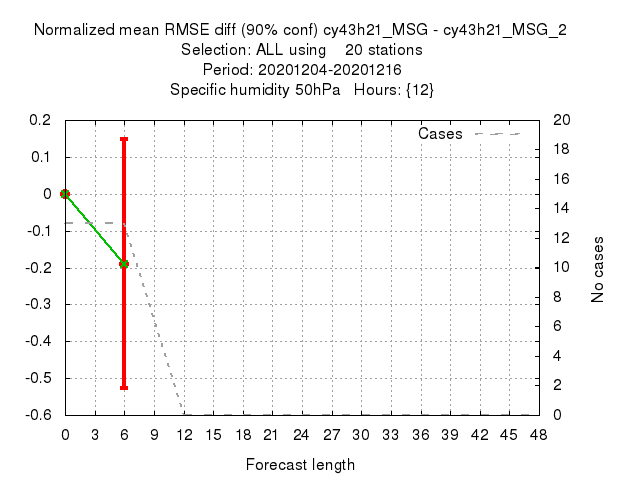 Normalized mean RMSE diff (90% conf) cy43h21_MSG - cy43h21_MSG_2
Selection: ALL using    20 stations
Period: 20201204-20201216
Specific humidity 50hPa   Hours: {12}
Cases
0.2
0.1
0
-0.1
-0.2
-0.3
-0.4
-0.5
-0.6
20
18
16
14
12
10
8
6
4
2
0
No cases
0 3 6 9 12 15 18 21 24 27 30 33 36 39 42 45 48
Forecast length